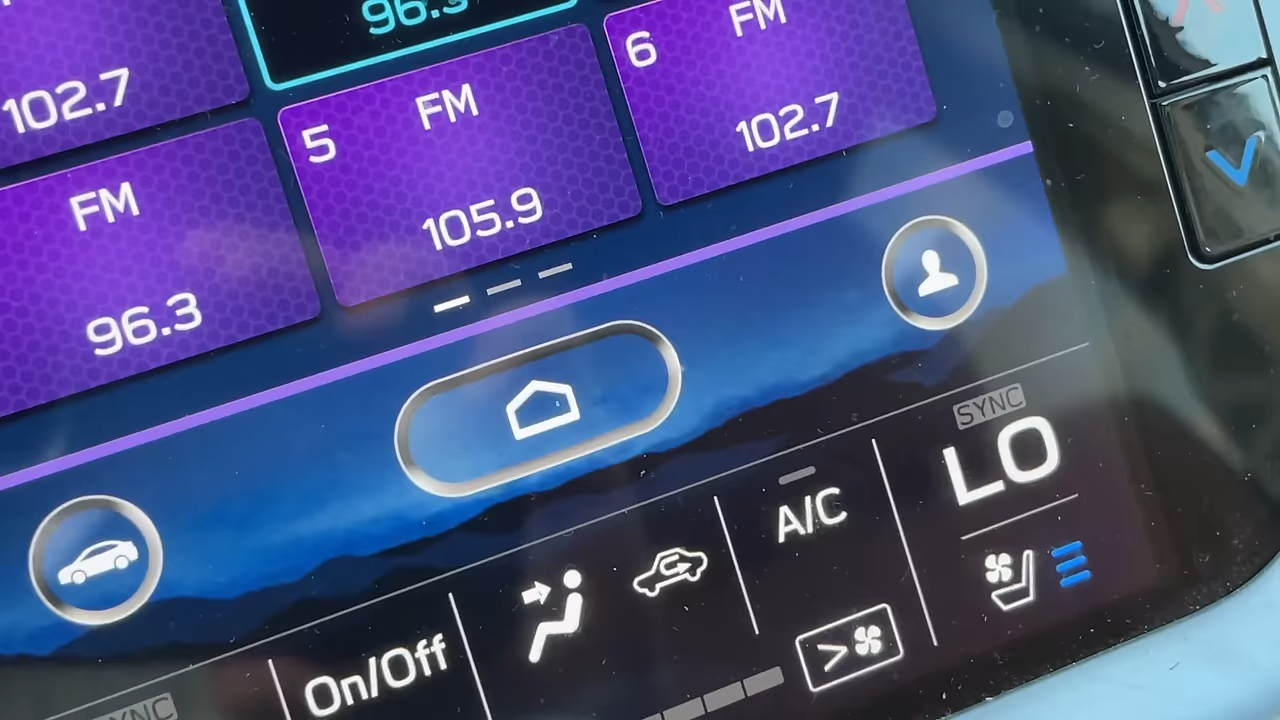 96.3
102.7
5 FM
105.9
6 FM
102.7
FM
96.3
SYNC
LO
A/C
On/Off
>